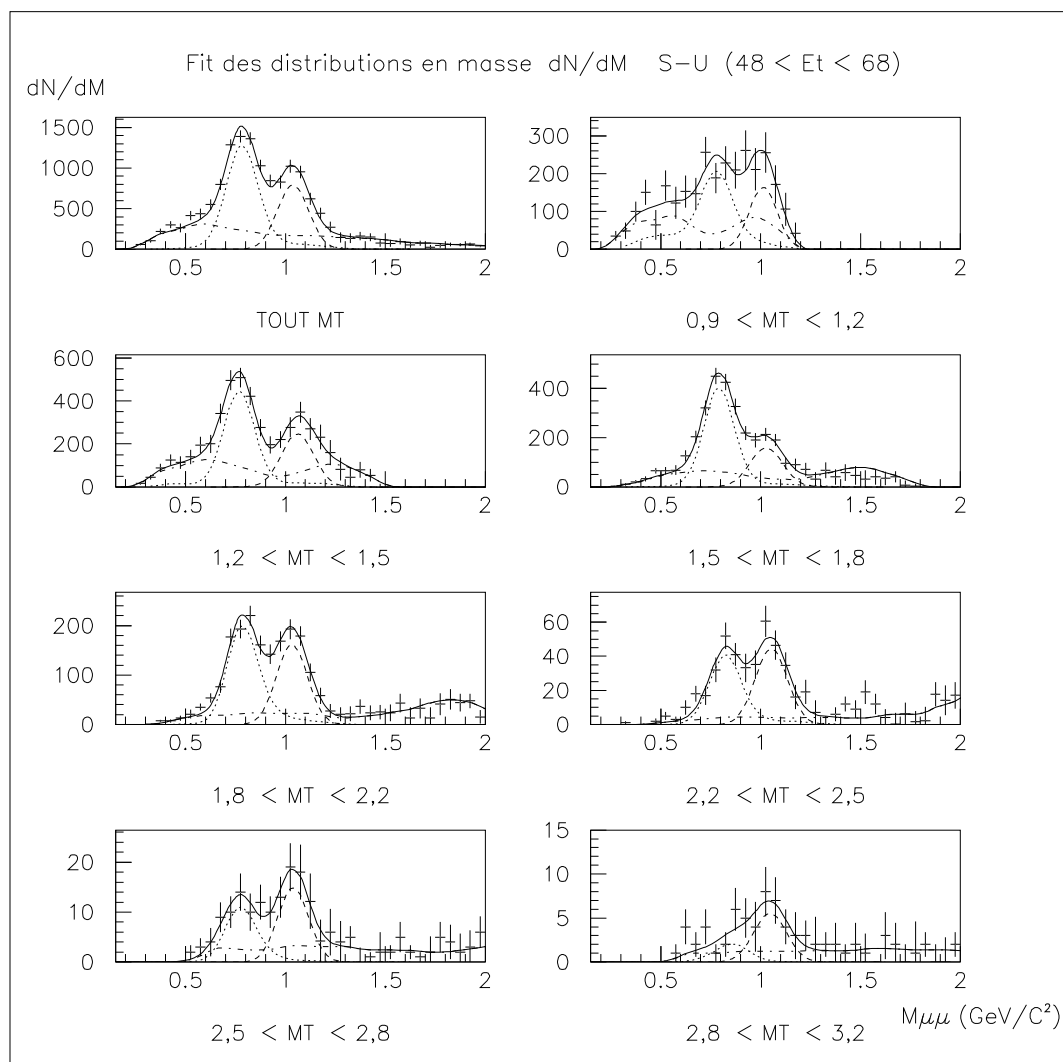 Fit des distributions en masse dN/dM S-U (48 < Et < 68)
dN/dM
1500
1000
500
0
0.5 1 1.5 2
TOUT MT
300
200
100
0
0.5 1 1.5 2
0,9 < MT < 1,2
600
400
200
0
0.5 1 1.5 2
1,2 < MT < 1,5
400
200
0
0.5 1 1.5 2
1,5 < MT < 1,8
200
100
0
0.5 1 1.5 2
1,8 < MT < 2,2
60
40
20
0
0.5 1 1.5 2
2,2 < MT < 2,5
20
10
0
0.5 1 1.5 2
2,5 < MT < 2,8
15
10
5
0
0.5 1 1.5 2
2,8 < MT < 3,2
Mμμ (GeV/C²)